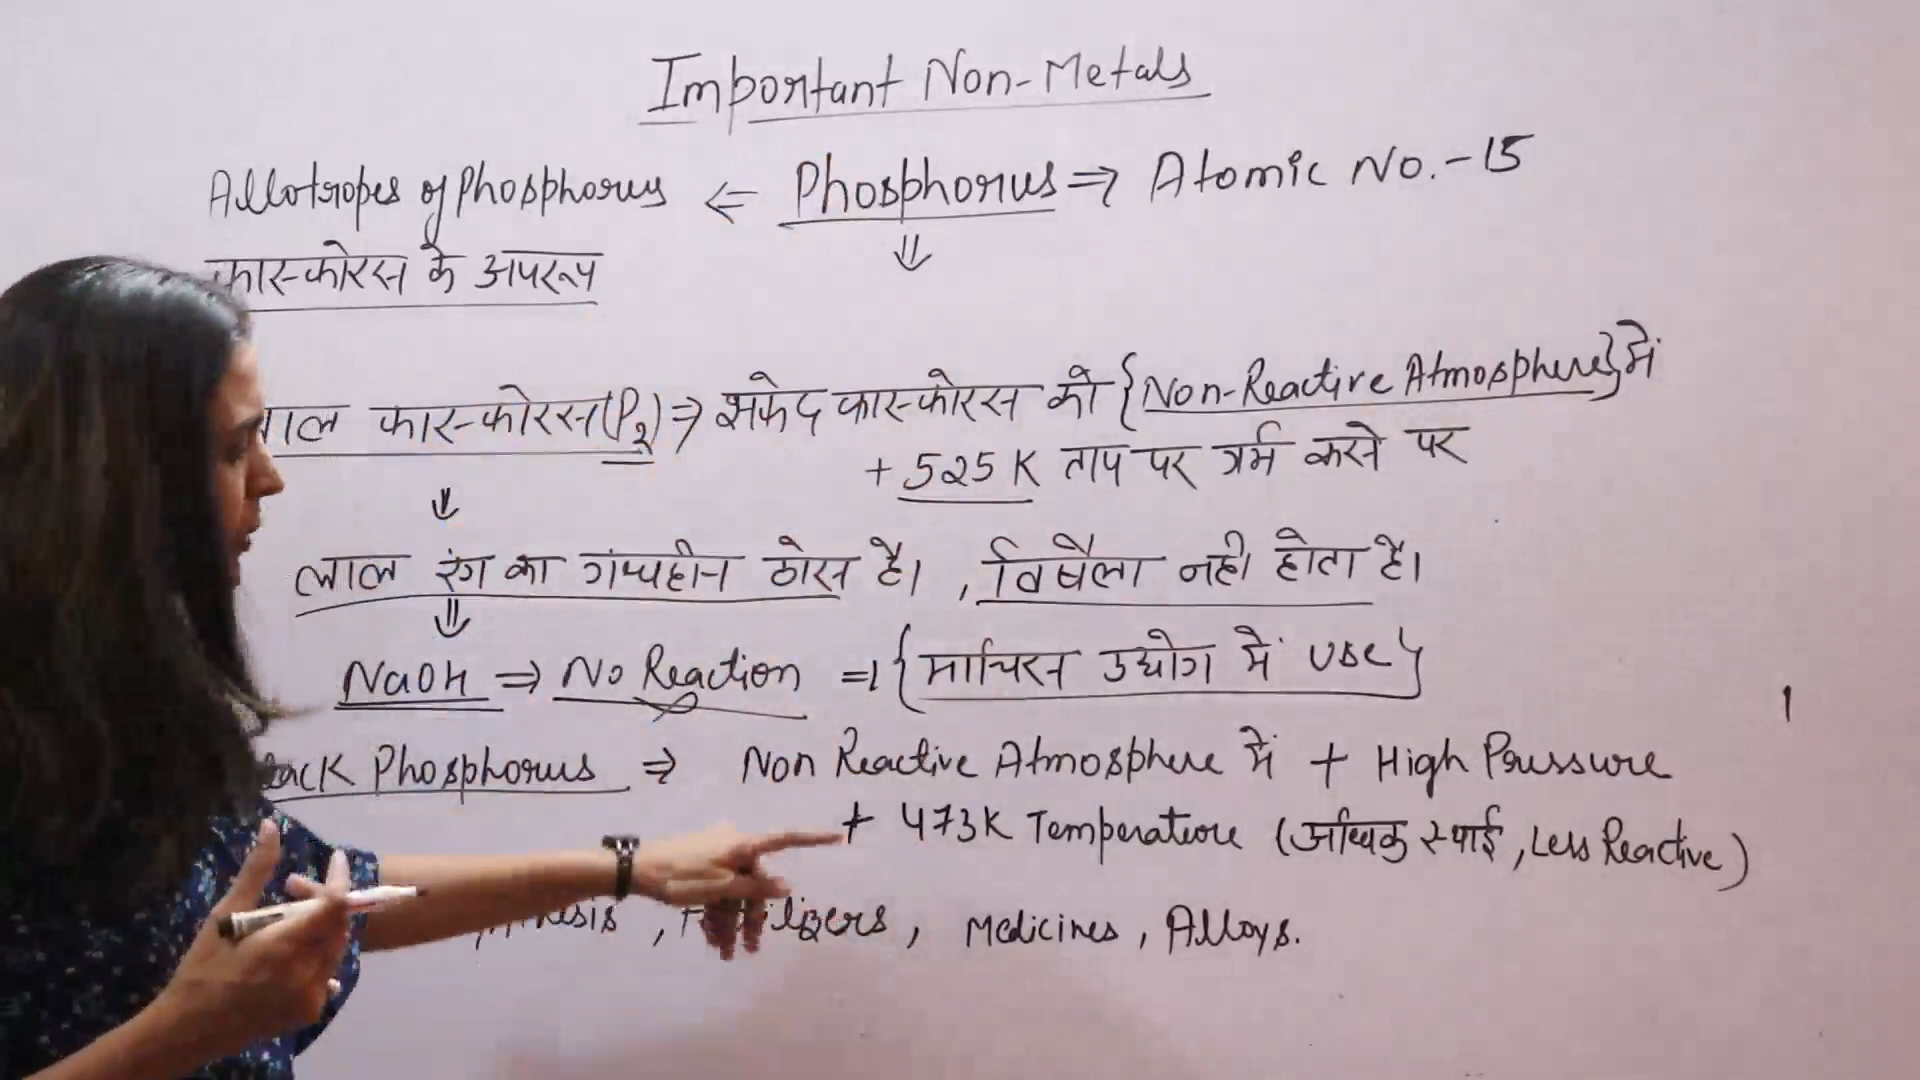 Important Non-Metals
Allotropes of Phosphorus ⇐ Phosphorus ⇒ Atomic No. - 15
फास्फोरस के अपरूप ⇓
लाल फास्फोरस (P₂) ⇒ सफेद फास्फोरस को {Non-Reactive Atmosphere} में
+ 525K ताप पर गर्म करने पर
⇓
लाल रंग का गंधहीन ठोस है। , विषैला नही होता है।
⇓
NaOH ⇒ No Reaction ⇒ {माचिस उद्योग में use}
ack Phosphorus ⇒ Non Reactive Atmosphere में + High Pressure
+ 473K Temperature (अधिक स्थाई, Less Reactive)
, Medicines, Alloys.